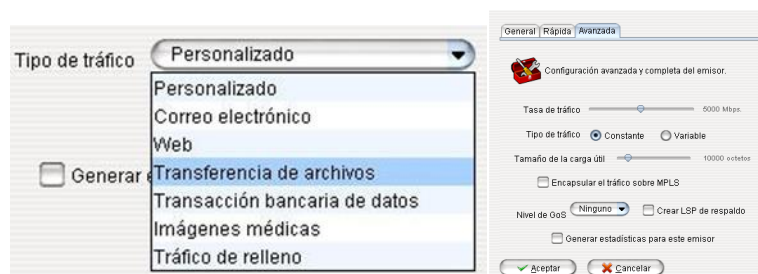 Tipo de tráfico Personalizado
Personalizado
Correo electrónico
Web
Transferencia de archivos
Transacción bancaria de datos
Imágenes médicas
Tráfico de relleno
Generar
General Rápida Avanzada
Configuración avanzada y completa del emisor.
Tasa de tráfico 5000 Mbps.
Tipo de tráfico Constante Variable
Tamaño de la carga útil 10000 octetos
Encapsular el tráfico sobre MPLS
Nivel de GoS Ninguno Crear LSP de respaldo
Generar estadísticas para este emisor
Aceptar Cancelar